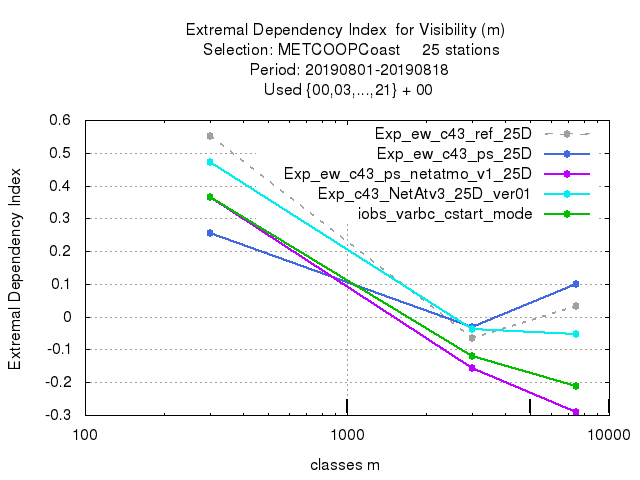 Extremal Dependency Index  for Visibility (m)
Selection: METCOOPCoast     25 stations
Period: 20190801-20190818
Used {00,03,...,21} + 00
Exp_ew_c43_ref_25D
Exp_ew_c43_ps_25D
Exp_ew_c43_ps_netatmo_v1_25D
Exp_c43_NetAtv3_25D_ver01
iobs_varbc_cstart_mode
Extremal Dependency Index
0.6
0.5
0.4
0.3
0.2
0.1
0
-0.1
-0.2
-0.3
100
1000
10000
classes m